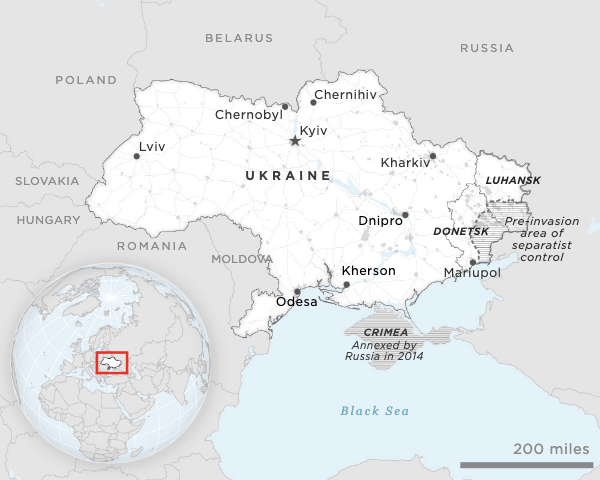 BELARUS
RUSSIA
POLAND
Chernihiv
Chernobyl
Kyiv
Lviv
Kharkiv
UKRAINE
LUHANSK
SLOVAKIA
HUNGARY
Dnipro
DONETSK
Pre-invasion
area of
separatist
control
ROMANIA
MOLDOVA
Kherson
Mariupol
Odesa
CRIMEA
Annexed by
Russia in 2014
Black Sea
200 miles